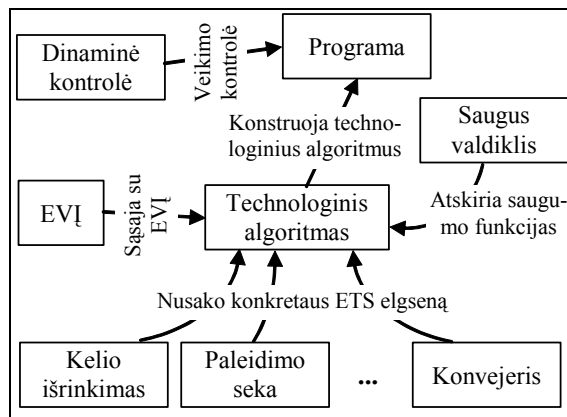 Dinaminė
kontrolė
Veikimo
kontrolė
Programa
Konstruoja techno-
loginius algoritmus
Saugus
valdiklis
EVĮ
Sąsaja su
EVĮ
Technologinis
algoritmas
Atskiria saugu-
mo funkcijas
Nusako konkretaus ETS elgseną
Kelio
išrinkimas
Paleidimo
seka
...
Konvejeris